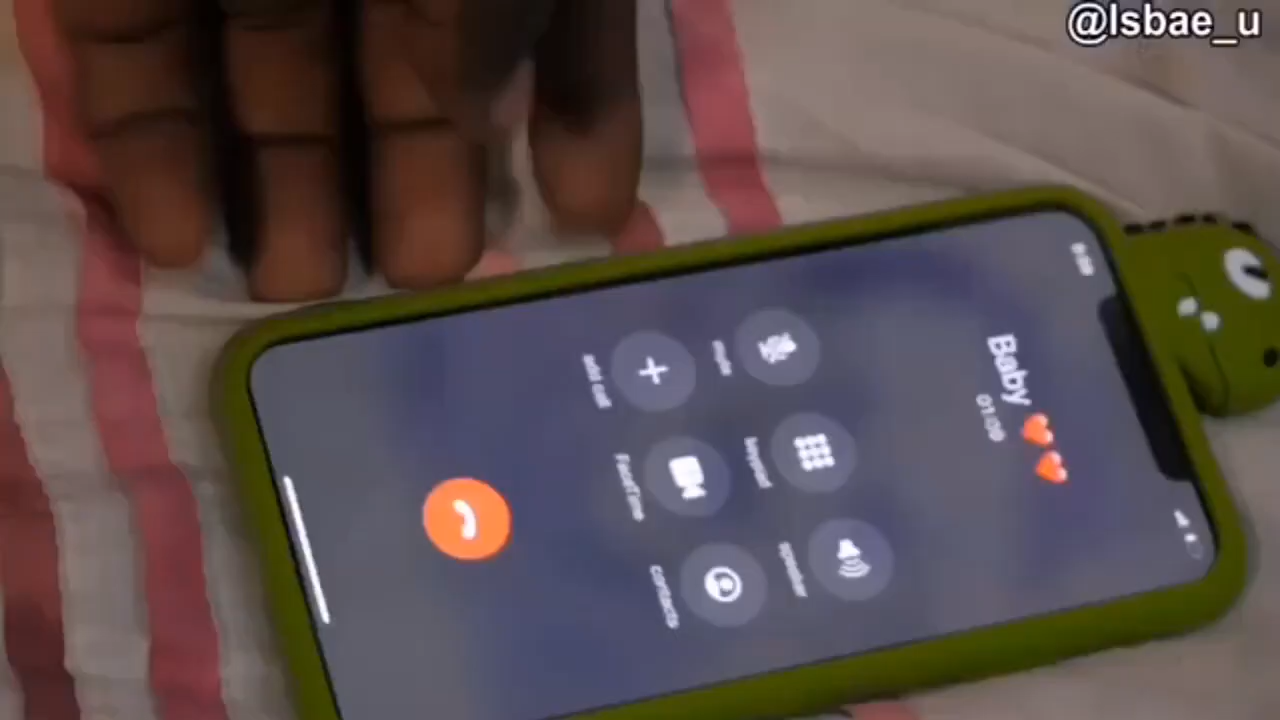 @lsbae_u
Baby ❤️❤️
01:09
mute
keypad
speaker
add call
FaceTime
contacts